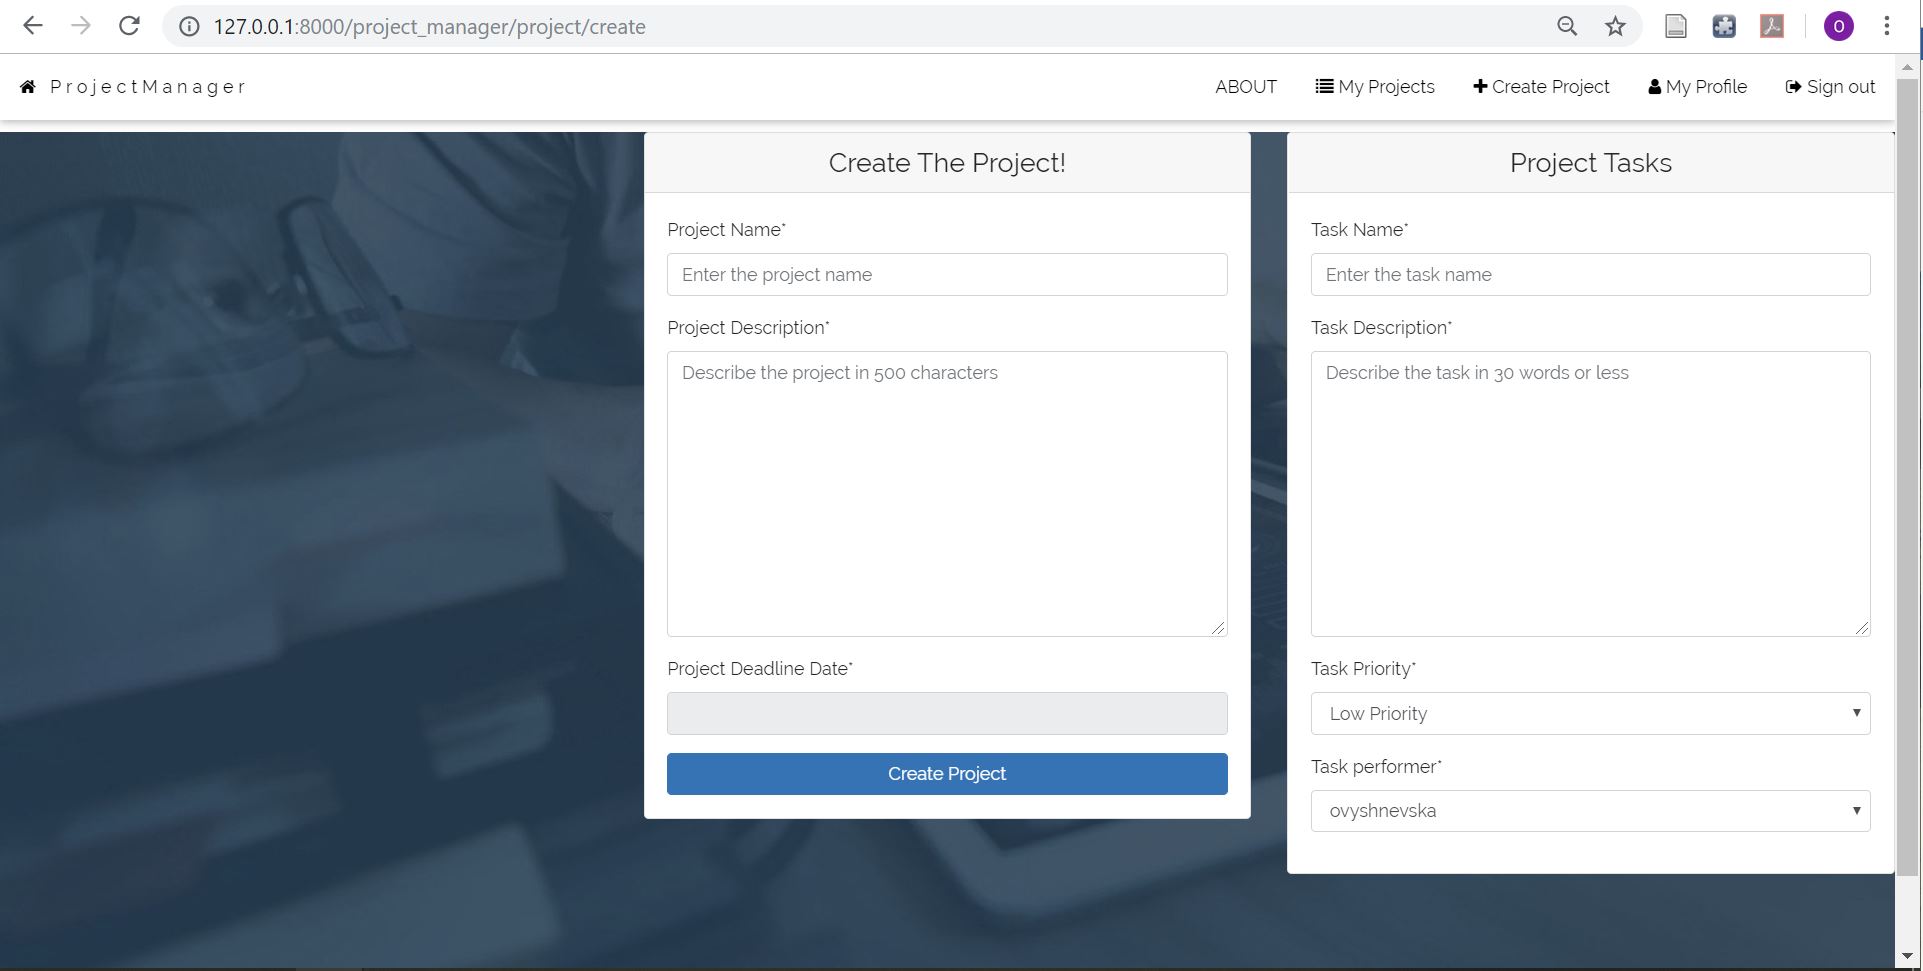 127.0.0.1:8000/project_manager/project/create
O
ProjectManager
ABOUT
My Projects
Create Project
My Profile
Sign out
Create The Project!
Project Name*
Enter the project name
Project Description*
Describe the project in 500 characters
Project Deadline Date*
Create Project
Project Tasks
Task Name*
Enter the task name
Task Description*
Describe the task in 30 words or less
Task Priority*
Low Priority
Task performer*
ovyshnevska